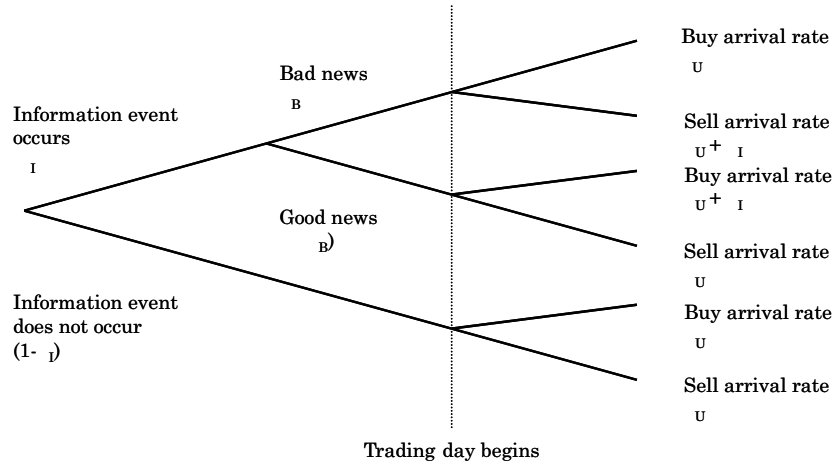 Buy arrival rate
U
Bad news
B
Information event
occurs
I
Sell arrival rate
U+ I
Buy arrival rate
U+ I
Good news
B)
Sell arrival rate
U
Information event
does not occur
(1- I)
Buy arrival rate
U
Sell arrival rate
U
Trading day begins